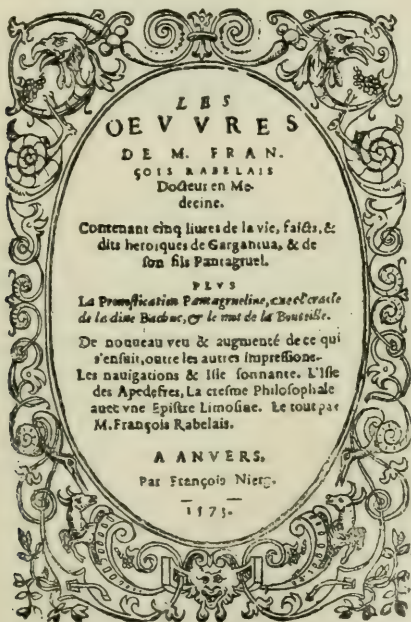 LES
OEVVRES
DE M. FRAN.
ÇOIS RABELAIS
Docteur en Me-
decine.
Contenant cinq liures de la vie, faicts, &
dits heroiques de Gargantua, & de
son fils Pantagruel.
PLVS
La Prognostication Pantagrueline, auec l'oracle
de la diue Bacbuc, & le mot de la Bouteille.
De nouueau veu & augmenté de ce qui
s'ensuit, outre les autres impressions.
Les nauigations & Isle sonnante. L'Isle
des Apedefres, La cresme Philosophale
auec vne Epistre Limosine. Le tout par
M. François Rabelais.
A ANVERS.
Par François Nierg.
1573.